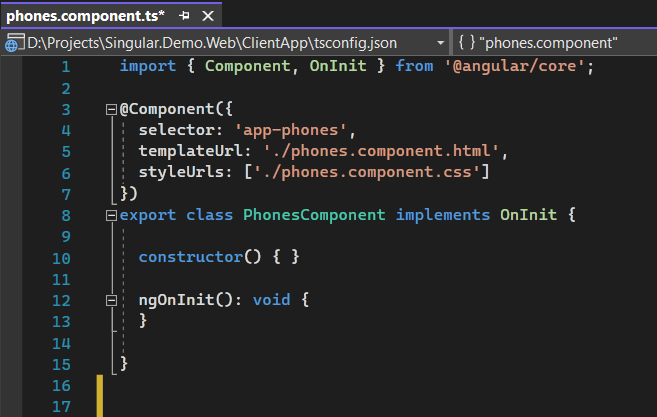 phones.component.ts*
D:\Projects\Singular.Demo.Web\ClientApp\tsconfig.json { } "phones.component"
1 import { Component, OnInit } from '@angular/core';
2
3 @Component({
4 selector: 'app-phones',
5 templateUrl: './phones.component.html',
6 styleUrls: ['./phones.component.css']
7 })
8 export class PhonesComponent implements OnInit {
9
10 constructor() { }
11
12 ngOnInit(): void {
13 }
14
15 }
16
17